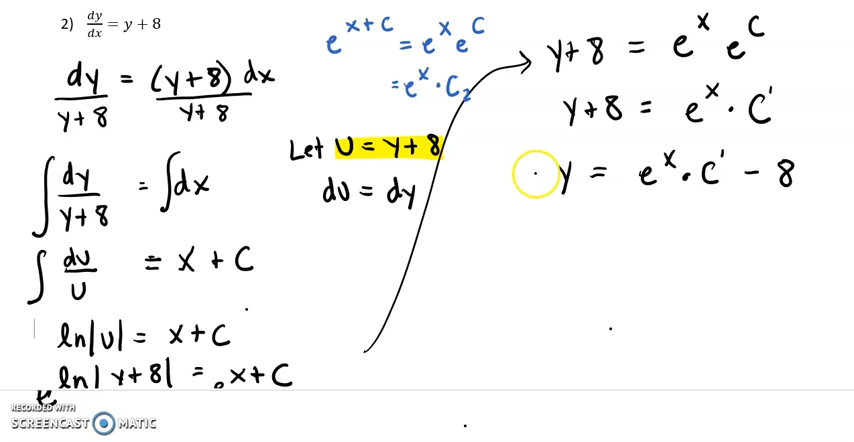 2) dy/dx = y + 8
dy/(y+8) = (y+8) dx/(y+8)
∫ dy/(y+8) = ∫dx
∫ du/u = x + C
ln|u| = x + C
ln|y+8| = x + C
e e
e^(x+C) = e^x e^C
= e^x · C₂
Let U = y + 8
du = dy
y+8 = e^x e^C
y+8 = e^x · C'
y = e^x · C' − 8
RECORDED WITH
SCREENCAST MATIC